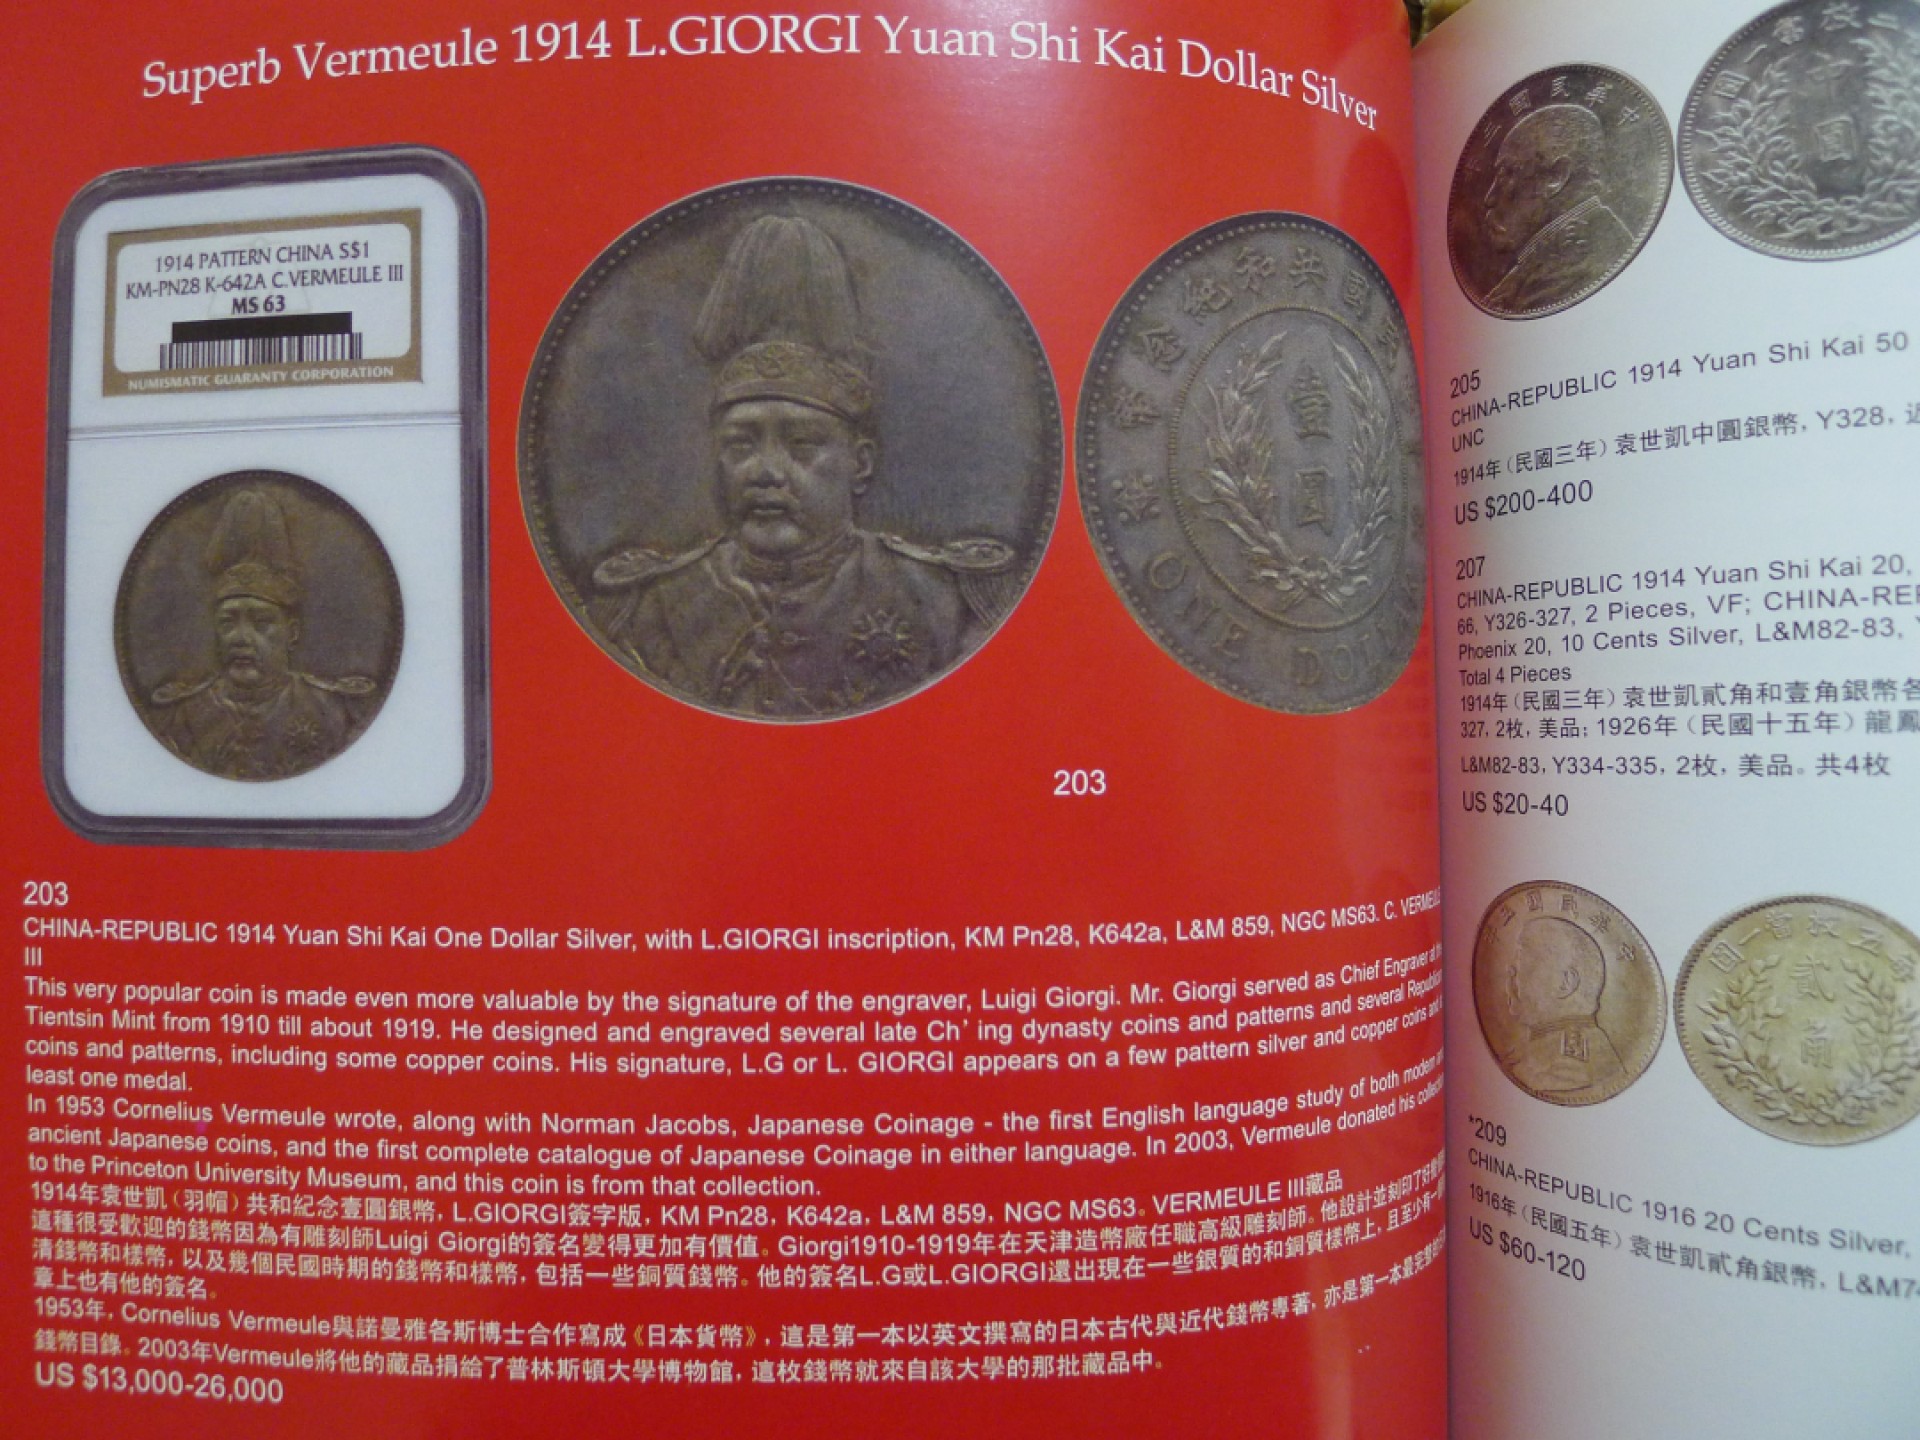 Superb Vermeule 1914 L.GIORGI Yuan Shi Kai Dollar Silver
1914 PATTERN CHINA S$1
KM-PN28 K-642A C.VERMEULE III
MS 63
NUMISMATIC GUARANTY CORPORATION
國共和紀念幣
壹圓
ONE DOLL
203
203
CHINA-REPUBLIC 1914 Yuan Shi Kai One Dollar Silver, with L.GIORGI inscription, KM Pn28, K642a, L&M 859, NGC MS63. C. VERMEULE
III
This very popular coin is made even more valuable by the signature of the engraver, Luigi Giorgi. Mr. Giorgi served as Chief Engraver at the
Tientsin Mint from 1910 till about 1919. He designed and engraved several late Ch' ing dynasty coins and patterns and several Republican
coins and patterns, including some copper coins. His signature, L.G or L. GIORGI appears on a few pattern silver and copper coins and
least one medal.
In 1953 Cornelius Vermeule wrote, along with Norman Jacobs, Japanese Coinage - the first English language study of both modern
ancient Japanese coins, and the first complete catalogue of Japanese Coinage in either language. In 2003, Vermeule donated his collection
to the Princeton University Museum, and this coin is from that collection.
1914年袁世凱（羽帽）共和紀念壹圓銀幣，L.GIORGI簽字版，KM Pn28，K642a，L&M 859，NGC MS63。VERMEULE III藏品
這種很受歡迎的錢幣因為有雕刻師Luigi Giorgi的簽名變得更加有價值。Giorgi1910-1919年在天津造幣廠任職高級雕刻師。他設計並刻印了好幾
清錢幣和樣幣，以及幾個民國時期的錢幣和樣幣，包括一些銅質錢幣。他的簽名L.G或L.GIORGI還出現在一些銀質的和銅質樣幣上，且至少有一
章上也有他的簽名。
1953年，Cornelius Vermeule與諾曼雅各斯博士合作寫成《日本貨幣》，這是第一本以英文撰寫的日本古代與近代錢幣專著，亦是第一本最完整的
錢幣目錄。2003年Vermeule將他的藏品捐給了普林斯頓大學博物館，這枚錢幣就來自該大學的那批藏品中。
US $13,000-26,000
205
CHINA-REPUBLIC 1914 Yuan Shi Kai 50
UNC
1914年（民國三年）袁世凱中圓銀幣，Y328，近
US $200-400
207
CHINA-REPUBLIC 1914 Yuan Shi Kai 20,
66, Y326-327, 2 Pieces, VF; CHINA-REP
Phoenix 20, 10 Cents Silver, L&M82-83, Y
Total 4 Pieces
1914年（民國三年）袁世凱貳角和壹角銀幣各
327，2枚，美品；1926年（民國十五年）龍鳳
L&M82-83，Y334-335，2枚，美品。共4枚
US $20-40
*209
CHINA-REPUBLIC 1916 20 Cents Silver,
1916年（民國五年）袁世凱貳角銀幣，L&M74
US $60-120